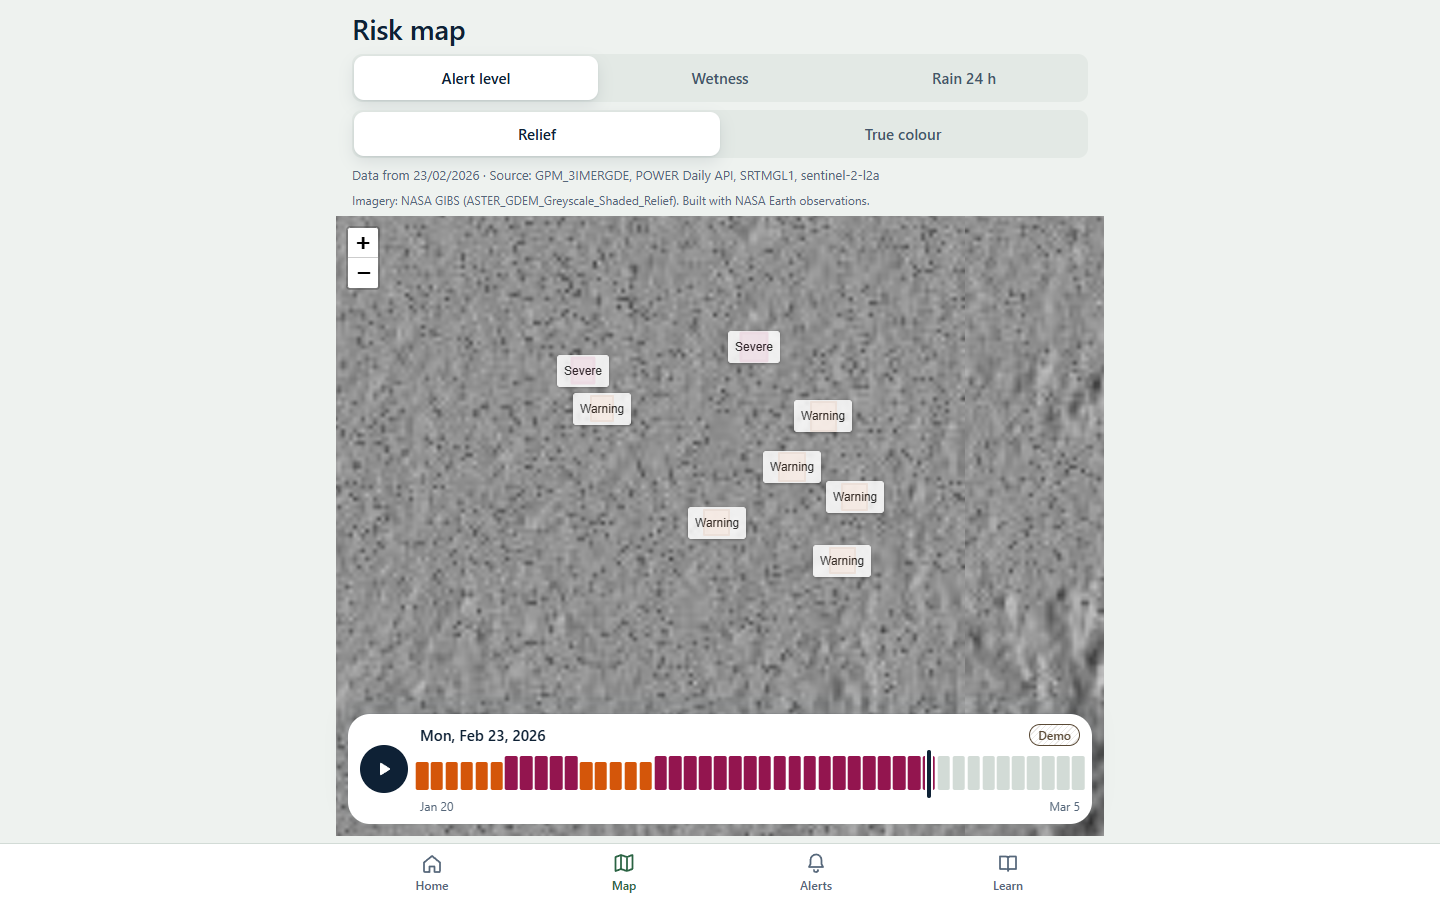 Risk map
Alert level
Wetness
Rain 24 h
Relief
True colour
Data from 23/02/2026 · Source: GPM_3IMERGDE, POWER Daily API, SRTMGL1, sentinel-2-l2a
Imagery: NASA GIBS (ASTER_GDEM_Greyscale_Shaded_Relief). Built with NASA Earth observations.
+
−
Severe
Severe
Warning
Warning
Warning
Warning
Warning
Warning
Mon, Feb 23, 2026
Demo
Jan 20
Mar 5
Home
Map
Alerts
Learn